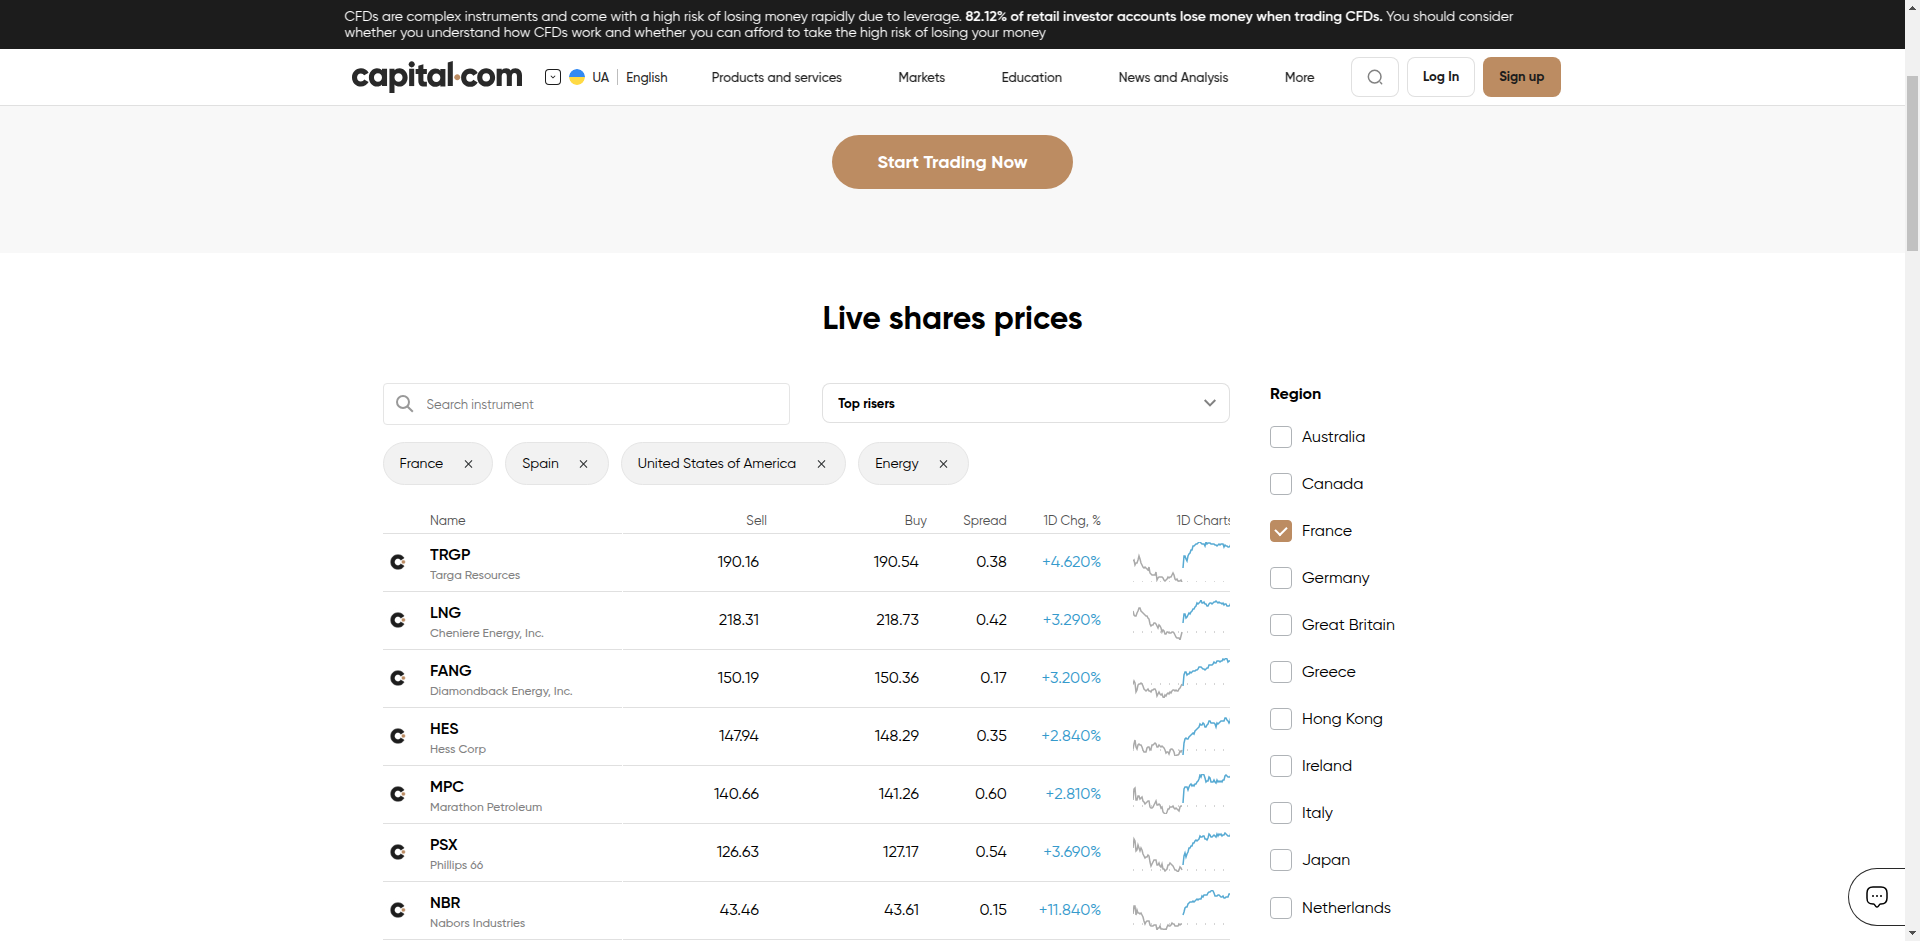 CFDs are complex instruments and come with a high risk of losing money rapidly due to leverage. 82.12% of retail investor accounts lose money when trading CFDs. You should consider
whether you understand how CFDs work and whether you can afford to take the high risk of losing your money
capital.com
UA English
Products and services
Markets
Education
News and Analysis
More
Log In
Sign up
Start Trading Now
Live shares prices
Search instrument
Top risers
France
Spain
United States of America
Energy
Name Sell Buy Spread 1D Chg, % 1D Charts
TRGP
Targa Resources
190.16 190.54 0.38 +4.620%
LNG
Cheniere Energy, Inc.
218.31 218.73 0.42 +3.290%
FANG
Diamondback Energy, Inc.
150.19 150.36 0.17 +3.200%
HES
Hess Corp
147.94 148.29 0.35 +2.840%
MPC
Marathon Petroleum
140.66 141.26 0.60 +2.810%
PSX
Phillips 66
126.63 127.17 0.54 +3.690%
NBR
Nabors Industries
43.46 43.61 0.15 +11.840%
Region
Australia
Canada
France
Germany
Great Britain
Greece
Hong Kong
Ireland
Italy
Japan
Netherlands